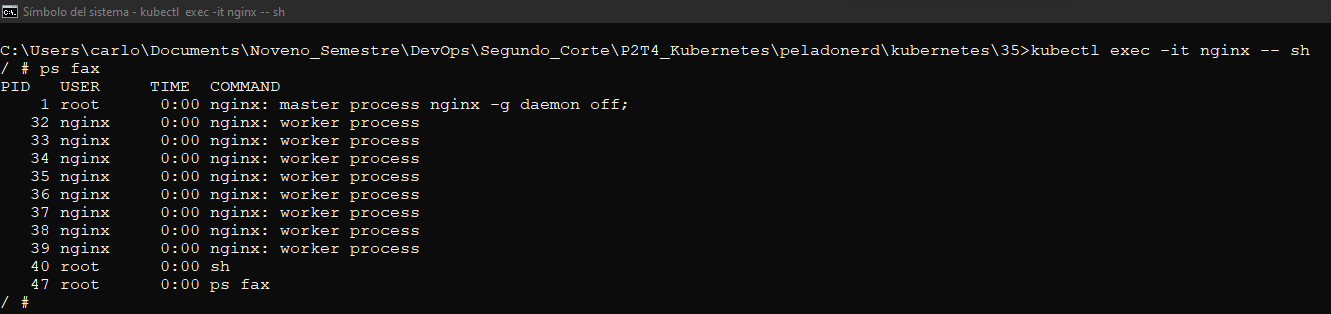 Símbolo del sistema - kubectl exec -it nginx -- sh
C:\Users\carlo\Documents\Noveno_Semestre\DevOps\Segundo_Corte\P2T4_Kubernetes\peladonerd\kubernetes\35>kubectl exec -it nginx -- sh
/ # ps fax
PID   USER     TIME  COMMAND
    1 root      0:00 nginx: master process nginx -g daemon off;
   32 nginx     0:00 nginx: worker process
   33 nginx     0:00 nginx: worker process
   34 nginx     0:00 nginx: worker process
   35 nginx     0:00 nginx: worker process
   36 nginx     0:00 nginx: worker process
   37 nginx     0:00 nginx: worker process
   38 nginx     0:00 nginx: worker process
   39 nginx     0:00 nginx: worker process
   40 root      0:00 sh
   47 root      0:00 ps fax
/ #